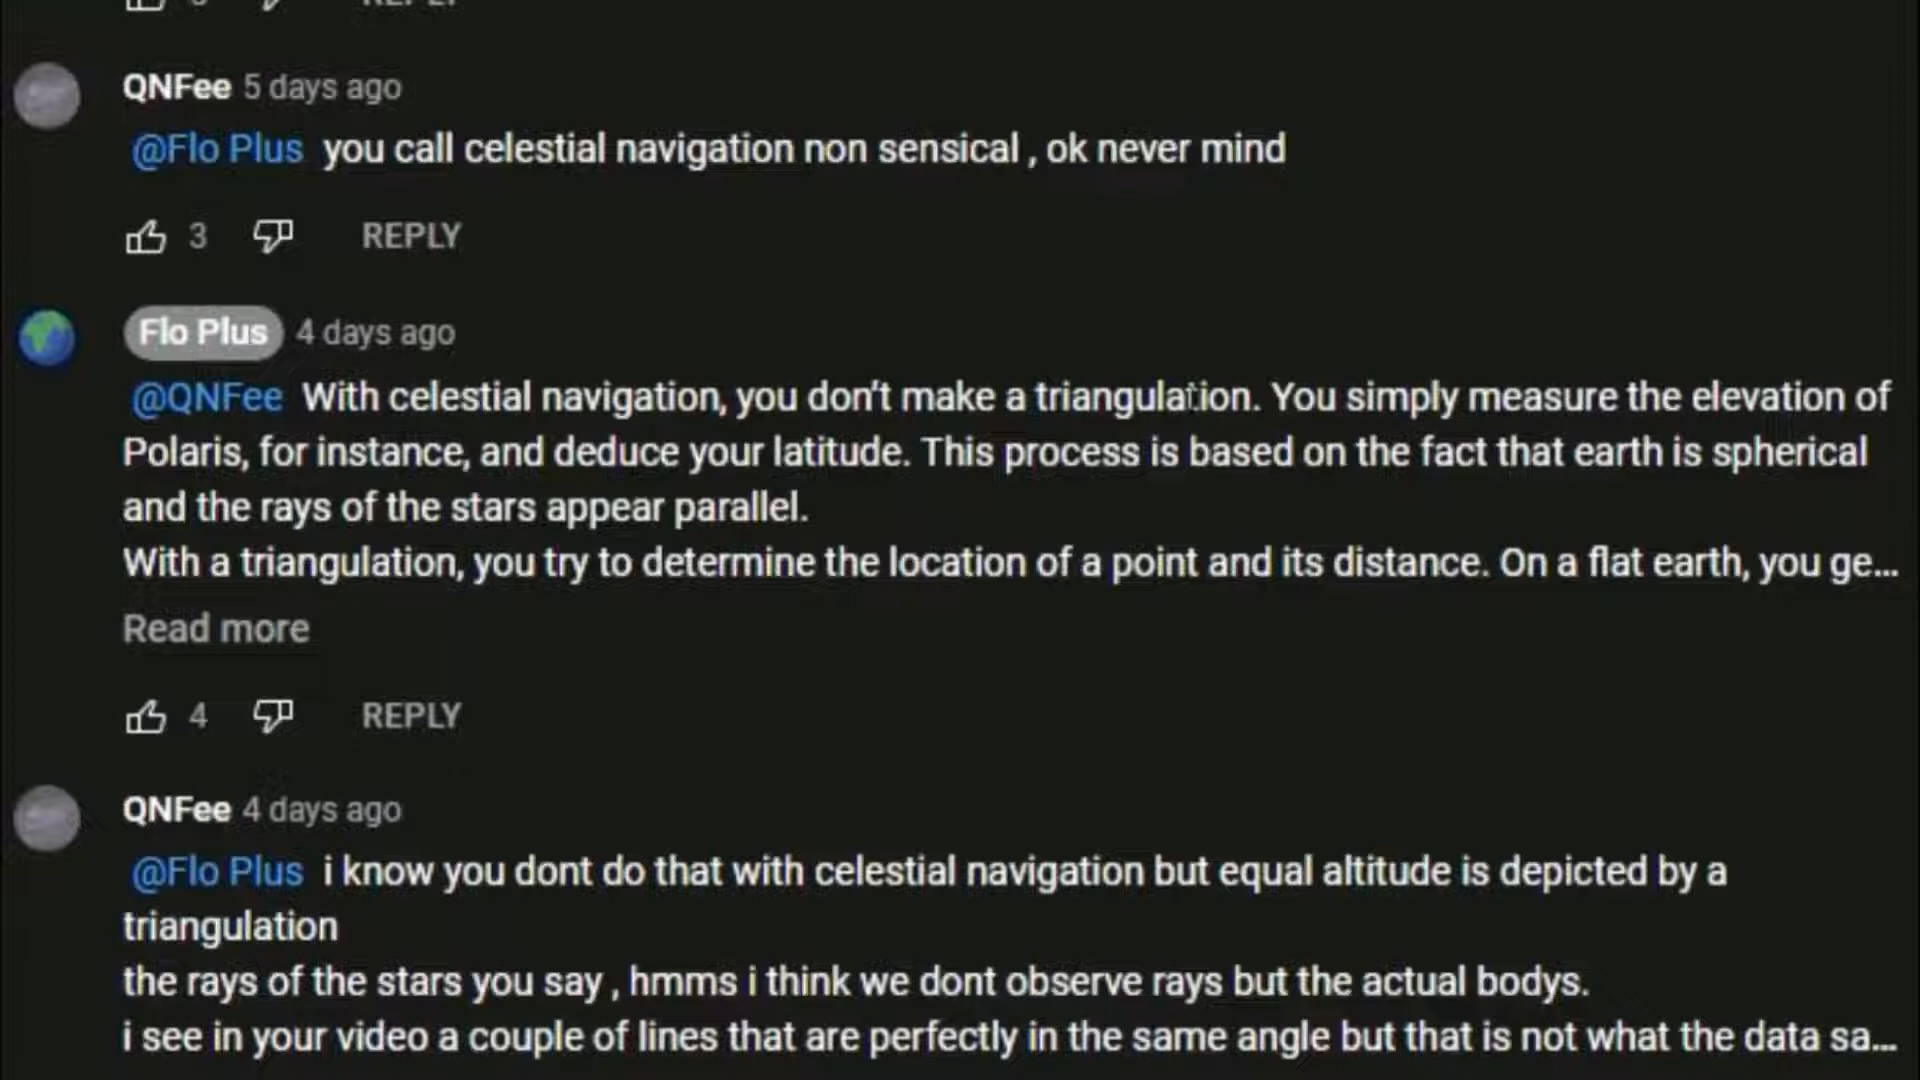 REPLY
QNFee 5 days ago
@Flo Plus you call celestial navigation non sensical , ok never mind
3 REPLY
Flo Plus 4 days ago
@QNFee With celestial navigation, you don't make a triangulation. You simply measure the elevation of
Polaris, for instance, and deduce your latitude. This process is based on the fact that earth is spherical
and the rays of the stars appear parallel.
With a triangulation, you try to determine the location of a point and its distance. On a flat earth, you ge...
Read more
4 REPLY
QNFee 4 days ago
@Flo Plus i know you dont do that with celestial navigation but equal altitude is depicted by a
triangulation
the rays of the stars you say , hmms i think we dont observe rays but the actual bodys.
i see in your video a couple of lines that are perfectly in the same angle but that is not what the data sa...